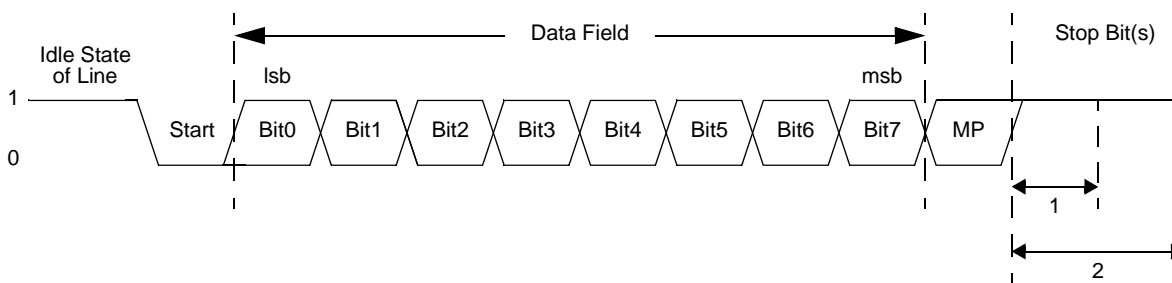 Data Field
Stop Bit(s)
Idle State
of Line
lsb
msb
1
Start
Bit0
Bit1
Bit2
Bit3
Bit4
Bit5
Bit6
Bit7
MP
0
1
2